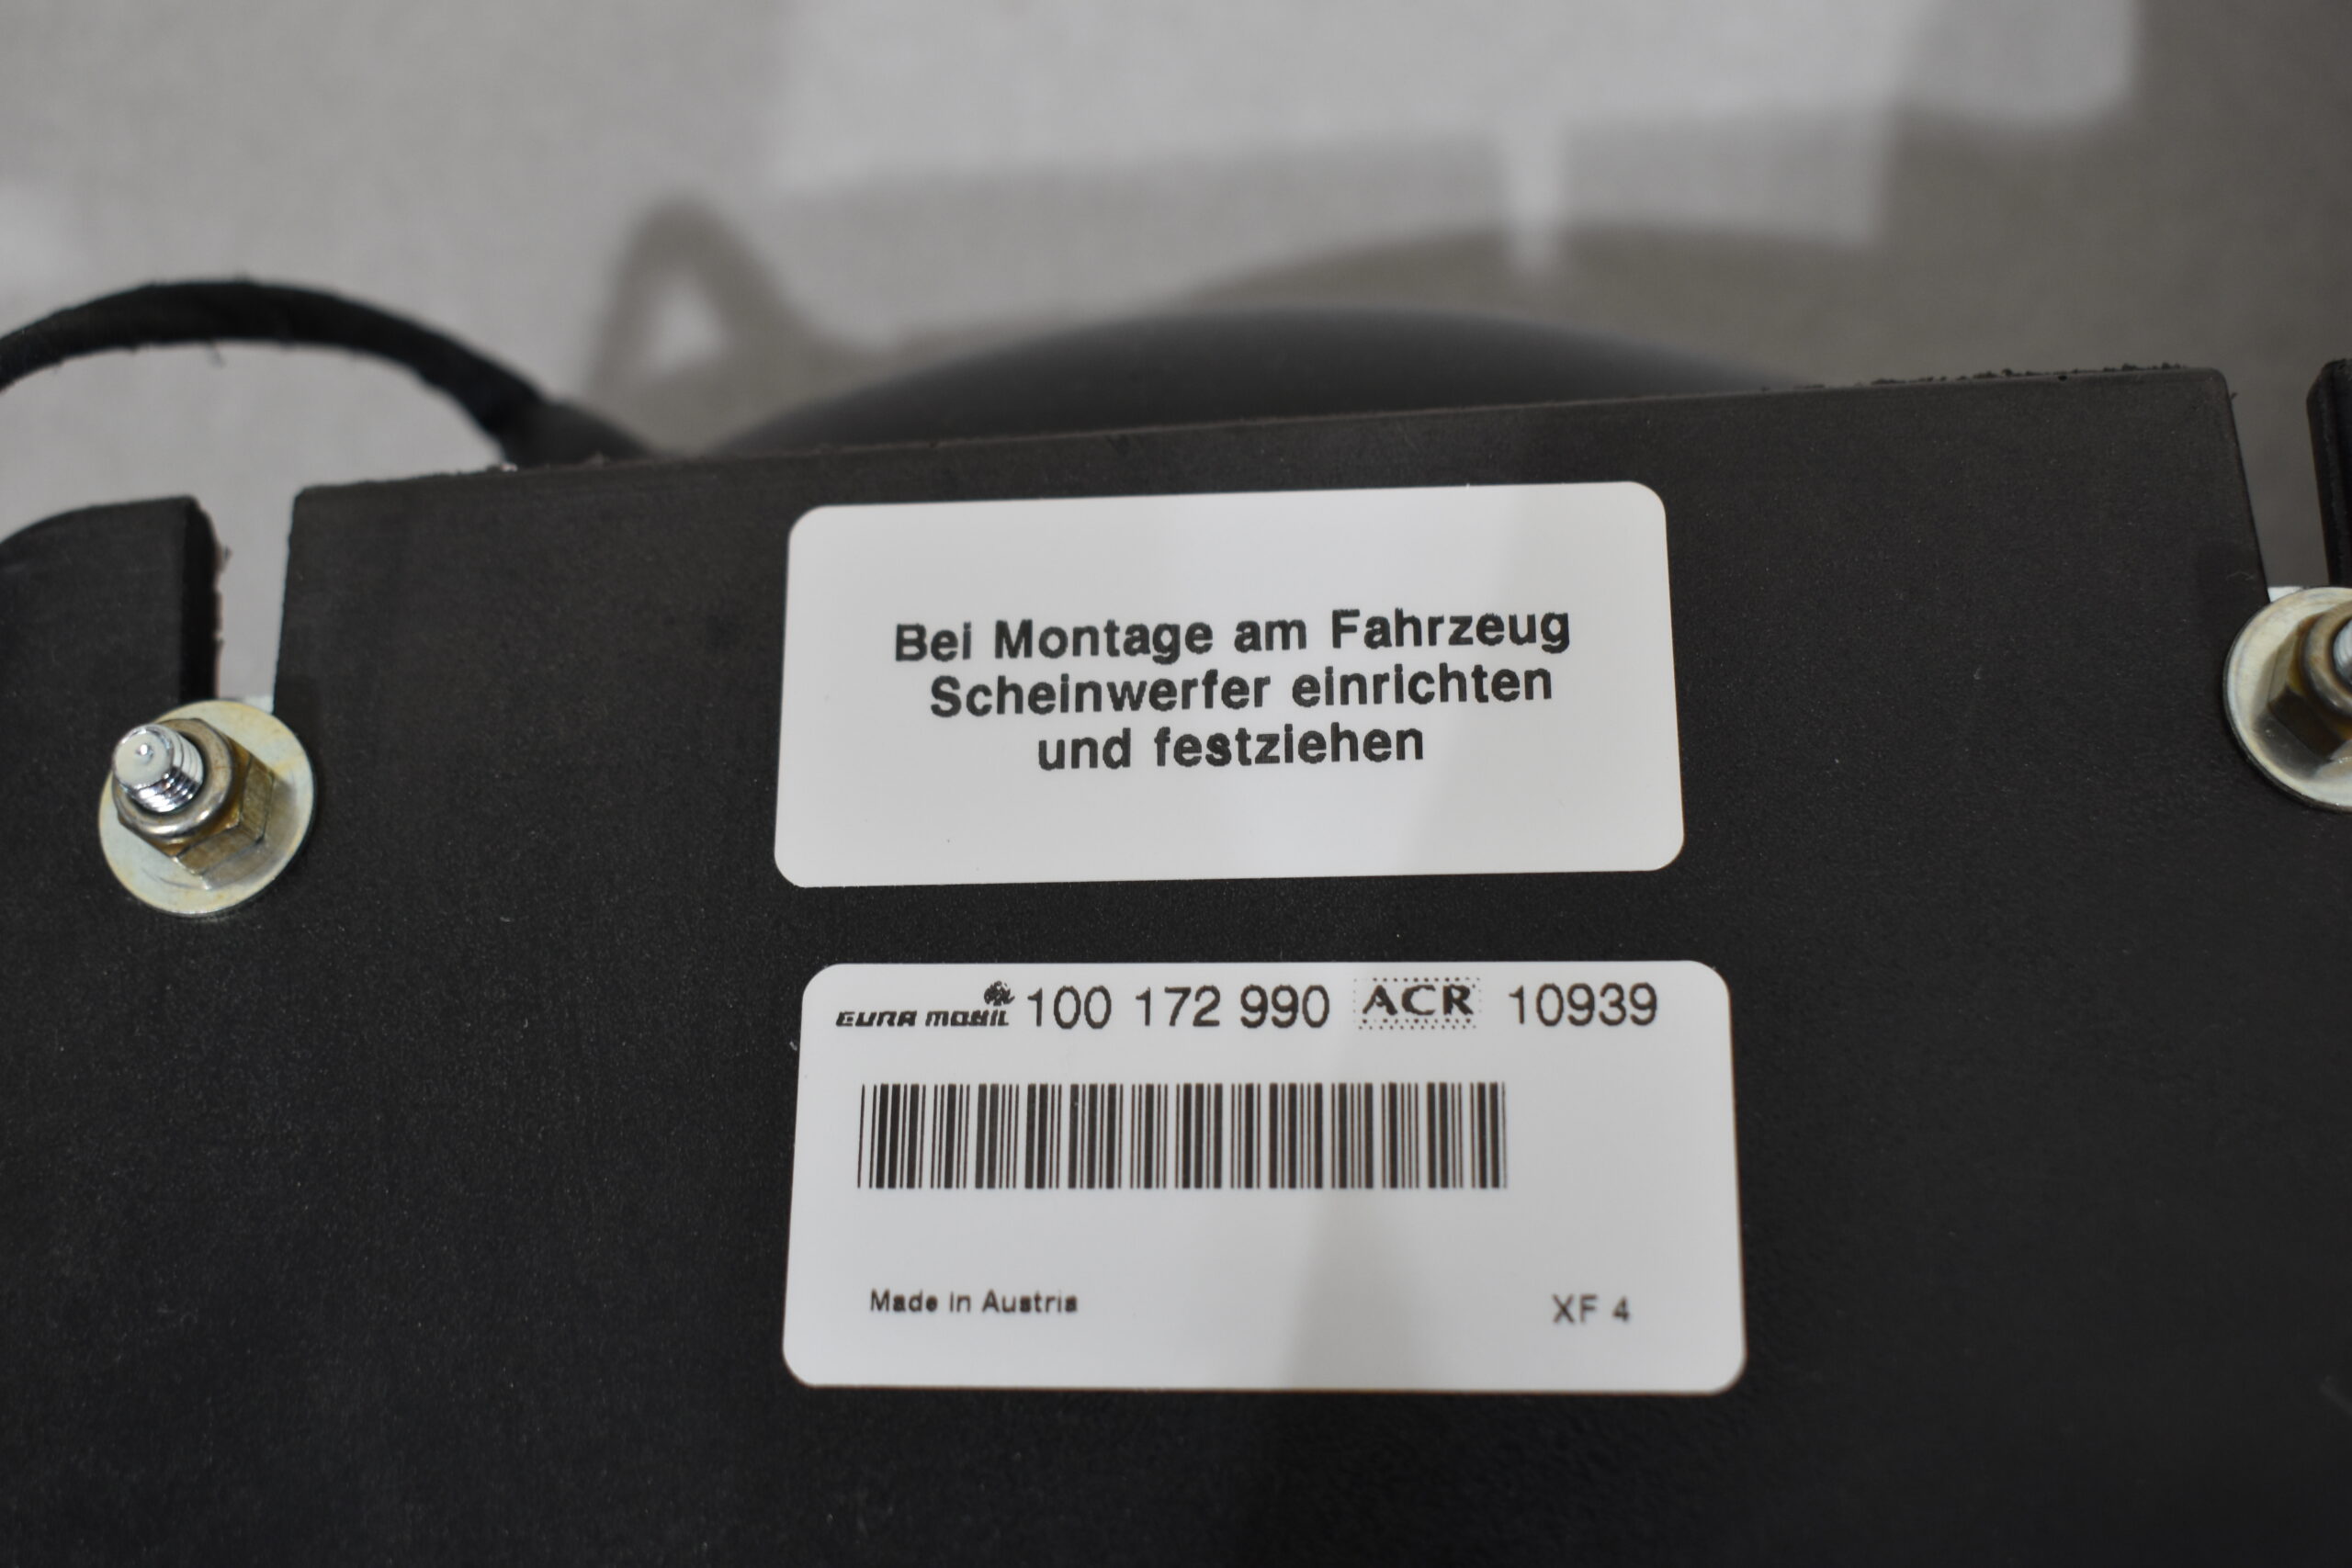 Bei Montage am Fahrzeug
Scheinwerfer einrichten
und festziehen
EURA MOBIL 100 172 990 ACR 10939
Made in Austria
XF 4